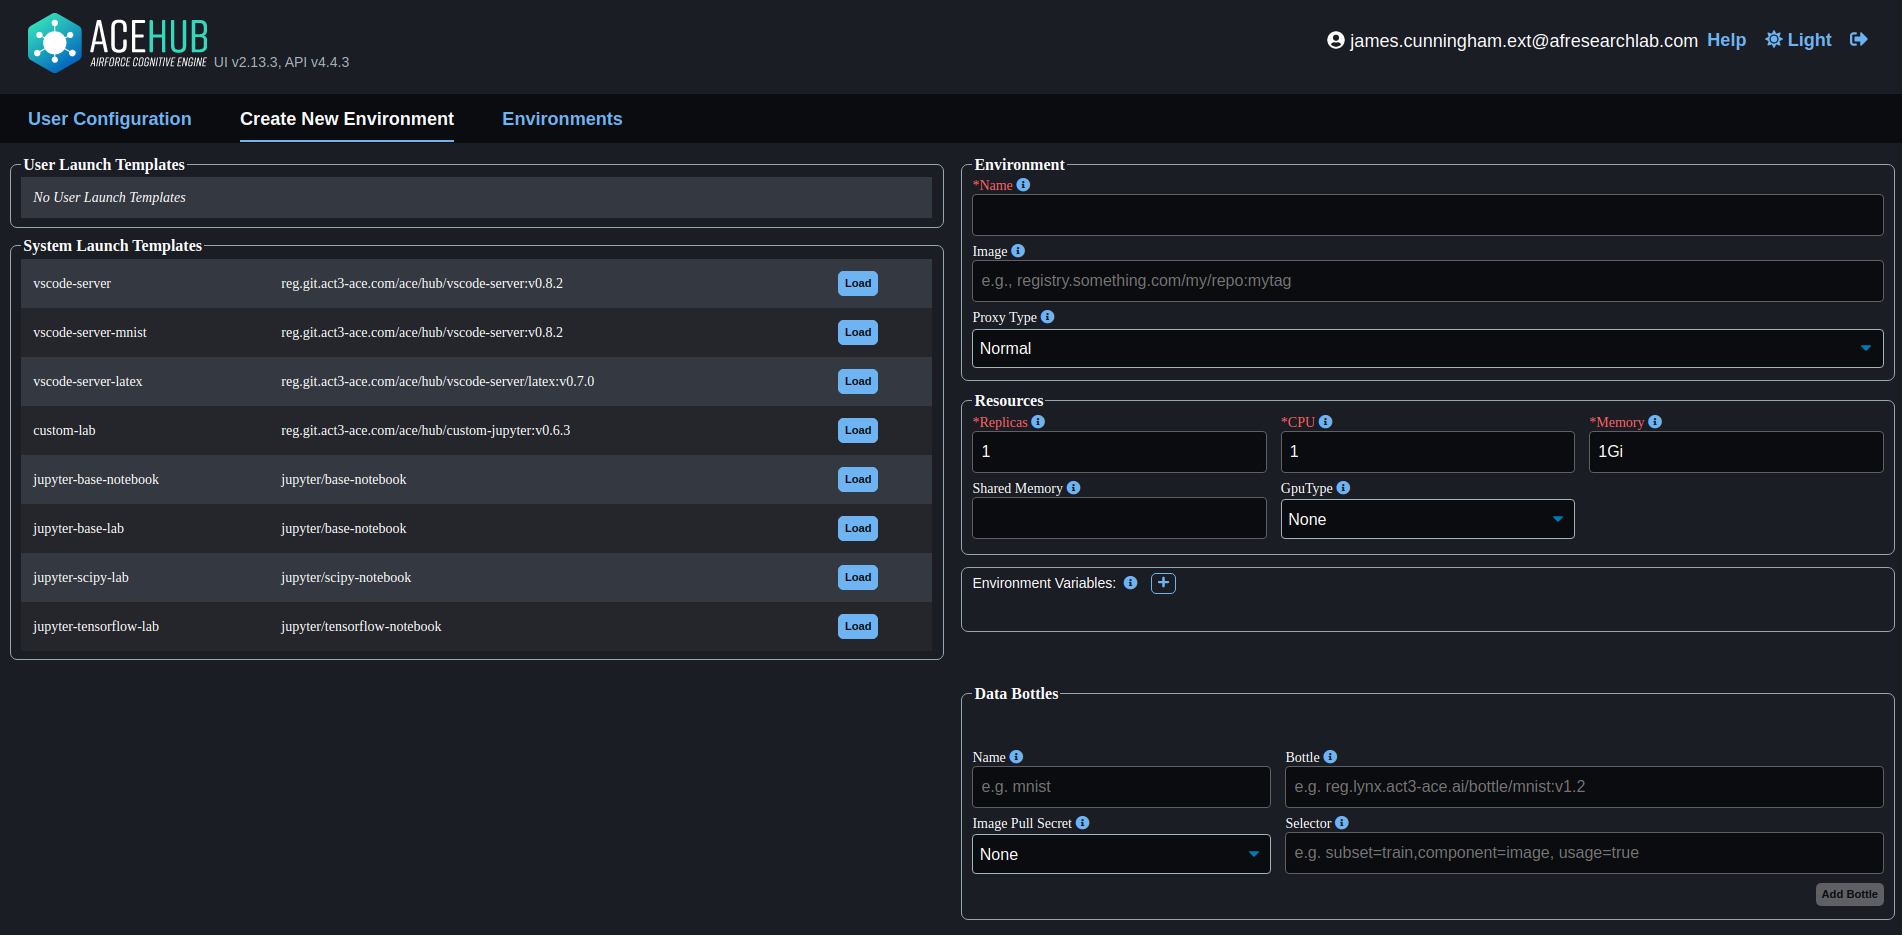 ACEHUB
AIRFORCE COGNITIVE ENGINE
UI v2.13.3, API v4.4.3
james.cunningham.ext@afresearchlab.com Help Light
User Configuration Create New Environment Environments
User Launch Templates
No User Launch Templates
System Launch Templates
vscode-server reg.git.act3-ace.com/ace/hub/vscode-server:v0.8.2 Load
vscode-server-mnist reg.git.act3-ace.com/ace/hub/vscode-server:v0.8.2 Load
vscode-server-latex reg.git.act3-ace.com/ace/hub/vscode-server/latex:v0.7.0 Load
custom-lab reg.git.act3-ace.com/ace/hub/custom-jupyter:v0.6.3 Load
jupyter-base-notebook jupyter/base-notebook Load
jupyter-base-lab jupyter/base-notebook Load
jupyter-scipy-lab jupyter/scipy-notebook Load
jupyter-tensorflow-lab jupyter/tensorflow-notebook Load
Environment
*Name
Image
e.g., registry.something.com/my/repo:mytag
Proxy Type
Normal
Resources
*Replicas *CPU *Memory
1 1 1Gi
Shared Memory GpuType
None
Environment Variables: +
Data Bottles
Name Bottle
e.g. mnist e.g. reg.lynx.act3-ace.ai/bottle/mnist:v1.2
Image Pull Secret Selector
None e.g. subset=train,component=image, usage=true
Add Bottle